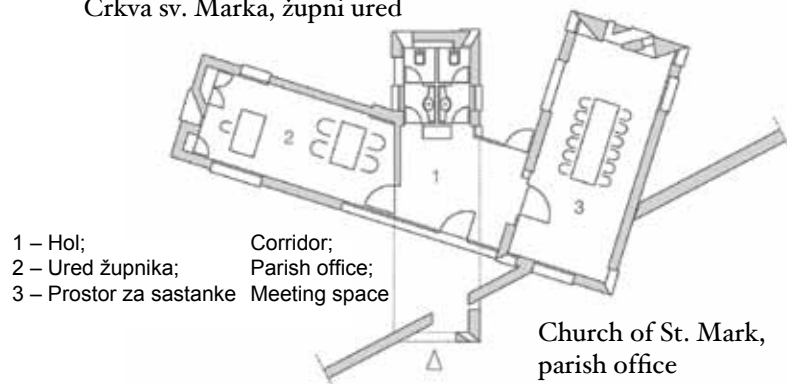 Crkva sv. Marka, župni ured
2
1
3
1 – Hol; Corridor;
2 – Ured župnika; Parish office;
3 – Prostor za sastanke Meeting space
Church of St. Mark,
parish office